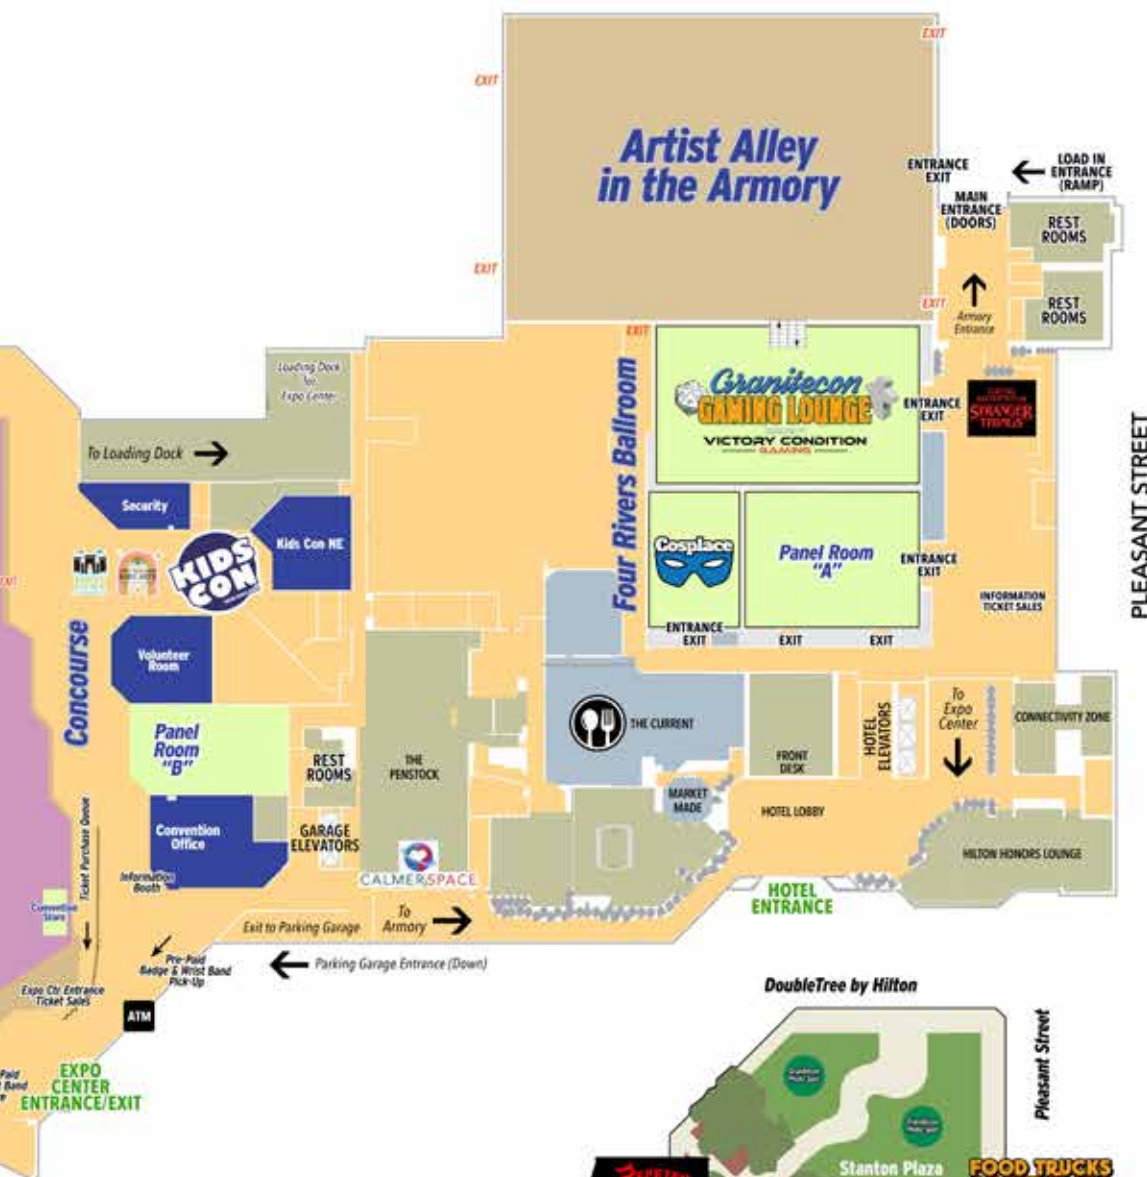 EXIT
EXIT
Artist Alley
in the Armory
ENTRANCE
EXIT
LOAD IN
ENTRANCE
(RAMP)
MAIN
ENTRANCE
(DOORS)
REST
ROOMS
EXIT
REST
ROOMS
EXIT
Armory
Entrance
EXIT
Loading Dock
for
Expo Center
Four Rivers Ballroom
Granitecon
GAMING LOUNGE
VICTORY CONDITION
GAMING
ENTRANCE
EXIT
STRANGER
THINGS
PLEASANT STREET
To Loading Dock
Security
Kids Con NE
KIDS
CON
Cosplace
Panel Room
"A"
ENTRANCE
EXIT
INFORMATION
TICKET SALES
EXIT
ENTRANCE
EXIT
EXIT
EXIT
Concourse
Volunteer
Room
Panel
Room
"B"
REST
ROOMS
THE
PENSTOCK
THE CURRENT
FRONT
DESK
HOTEL
ELEVATORS
To
Expo
Center
CONNECTIVITY ZONE
MARKET
MADE
HOTEL LOBBY
Convention
Office
GARAGE
ELEVATORS
HILTON HONORS LOUNGE
Ticket Purchase Queue
Information
Booth
CALMERSPACE
HOTEL
ENTRANCE
Convention
Store
Exit to Parking Garage
To
Armory
Pre-Paid
Badge & Wrist Band
Pick-Up
Parking Garage Entrance (Down)
Expo Ctr Entrance
Ticket Sales
ATM
DoubleTree by Hilton
Pleasant Street
Paid
Band
EXPO
CENTER
ENTRANCE/EXIT
Stanton Plaza
FOOD TRUCKS